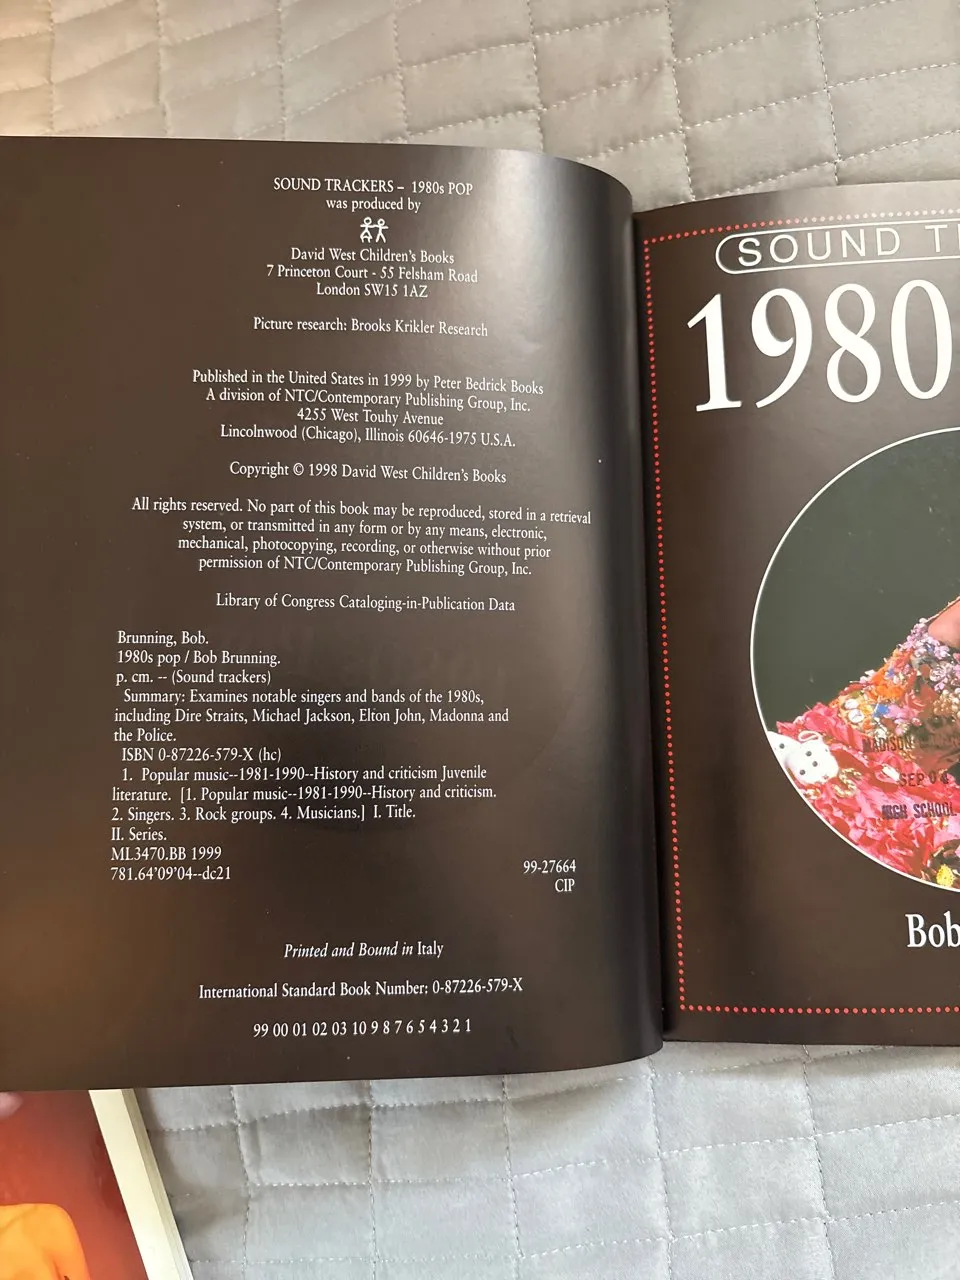 SOUND TRACKERS – 1980s POP
was produced by
David West Children's Books
7 Princeton Court - 55 Felsham Road
London SW15 1AZ
Picture research: Brooks Krikler Research
Published in the United States in 1999 by Peter Bedrick Books
A division of NTC/Contemporary Publishing Group, Inc.
4255 West Touhy Avenue
Lincolnwood (Chicago), Illinois 60646-1975 U.S.A.
Copyright © 1998 David West Children's Books
All rights reserved. No part of this book may be reproduced, stored in a retrieval
system, or transmitted in any form or by any means, electronic,
mechanical, photocopying, recording, or otherwise without prior
permission of NTC/Contemporary Publishing Group, Inc.
Library of Congress Cataloging-in-Publication Data
Brunning, Bob.
1980s pop / Bob Brunning.
p. cm. -- (Sound trackers)
Summary: Examines notable singers and bands of the 1980s,
including Dire Straits, Michael Jackson, Elton John, Madonna and
the Police.
ISBN 0-87226-579-X (hc)
1. Popular music--1981-1990--History and criticism Juvenile
literature. [1. Popular music--1981-1990--History and criticism.
2. Singers. 3. Rock groups. 4. Musicians.] I. Title.
II. Series.
ML3470.BB 1999
781.64'09'04--dc21
99-27664
CIP
Printed and Bound in Italy
International Standard Book Number: 0-87226-579-X
99 00 01 02 03 10 9 8 7 6 5 4 3 2 1
SOUND T
1980
MADISON
SEP 04
HIGH SCHOOL
Bob